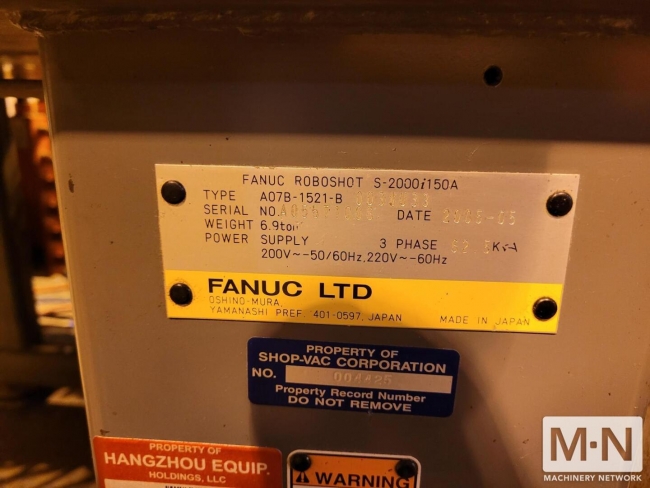 FANUC ROBOSHOT S-2000i150A
TYPE A07B-1521-B
SERIAL NO. DATE
WEIGHT 6.9ton
POWER SUPPLY 3 PHASE KVA
200V~-50/60Hz,220V~-60Hz
FANUC LTD
OSHINO-MURA,
YAMANASHI PREF. 401-0597, JAPAN MADE IN JAPAN
PROPERTY OF
SHOP-VAC CORPORATION
NO. 004425
Property Record Number
DO NOT REMOVE
PROPERTY OF
HANGZHOU EQUIP.
HOLDINGS, LLC
WARNING
M·N
MACHINERY NETWORK